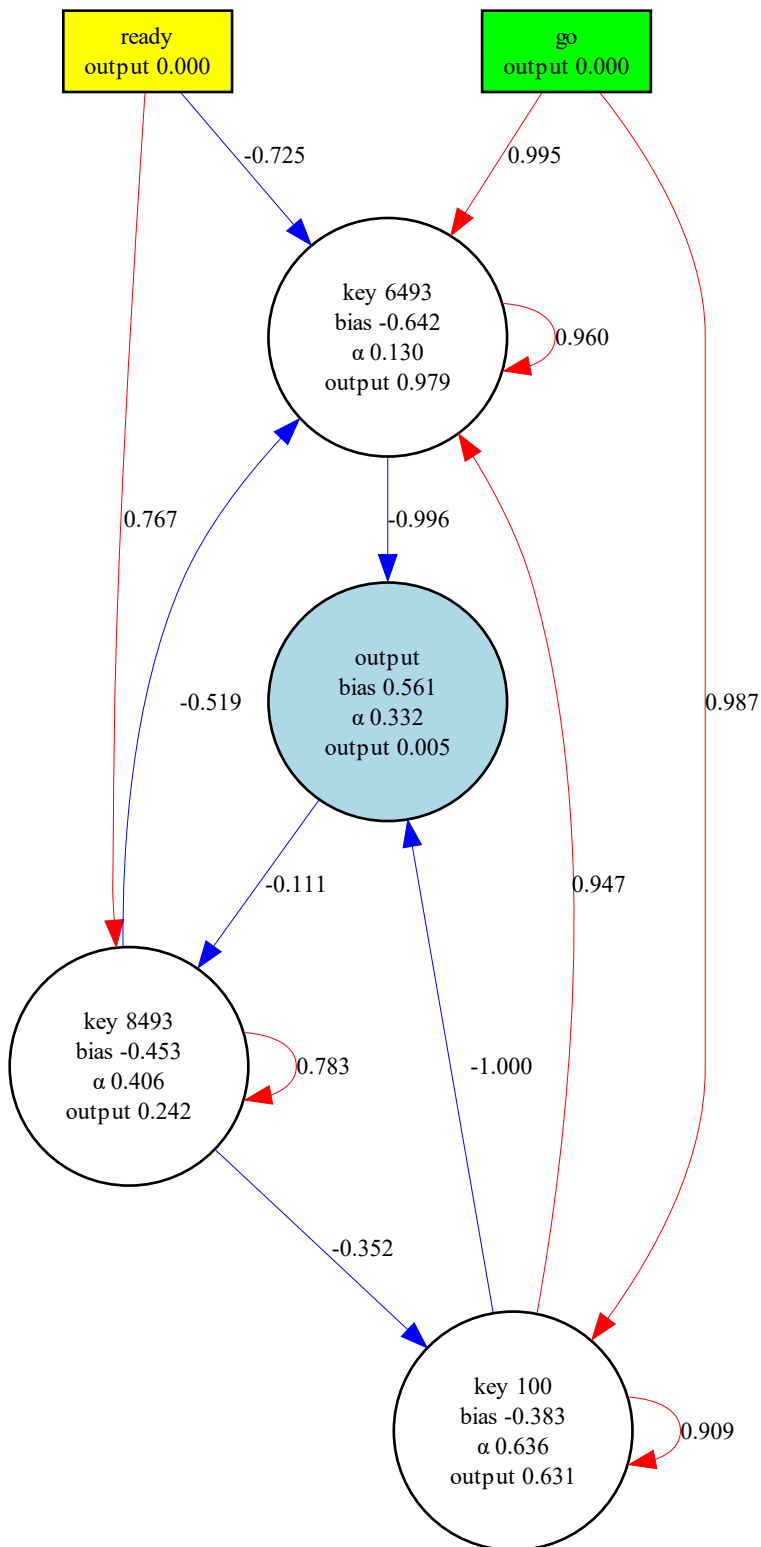 ready
output 0.000
go
output 0.000
-0.725
0.995
key 6493
bias -0.642
α 0.130
output 0.979
0.960
0.767
-0.996
-0.519
output
bias 0.561
α 0.332
output 0.005
0.987
-0.111
0.947
key 8493
bias -0.453
α 0.406
output 0.242
0.783
-1.000
-0.352
key 100
bias -0.383
α 0.636
output 0.631
0.909